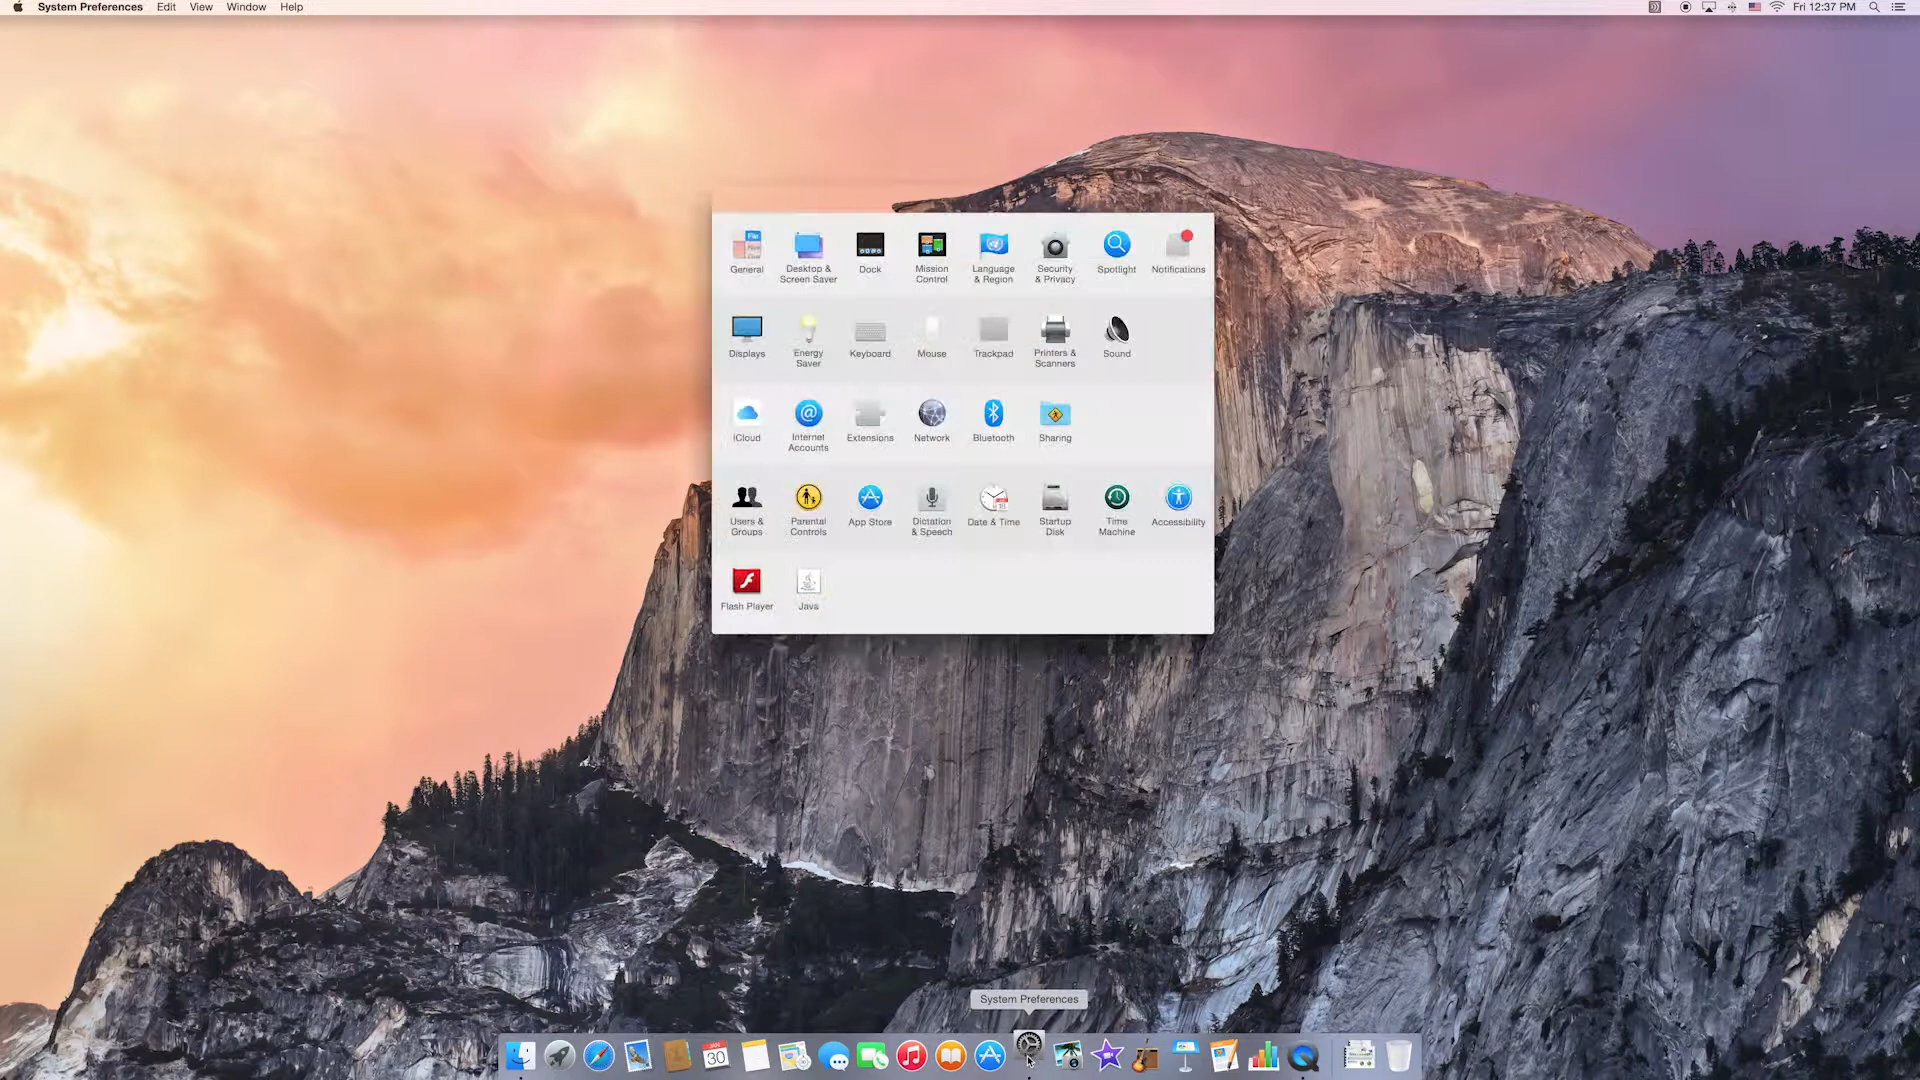 System Preferences Edit View Window Help
Fri 12:37 PM
General
Desktop &
Screen Saver
Dock
Mission
Control
Language
& Region
Security
& Privacy
Spotlight
Notifications
Displays
Energy
Saver
Keyboard
Mouse
Trackpad
Printers &
Scanners
Sound
iCloud
Internet
Accounts
Extensions
Network
Bluetooth
Sharing
Users &
Groups
Parental
Controls
App Store
Dictation
& Speech
Date & Time
Startup
Disk
Time
Machine
Accessibility
Flash Player
Java
System Preferences
JAN
30